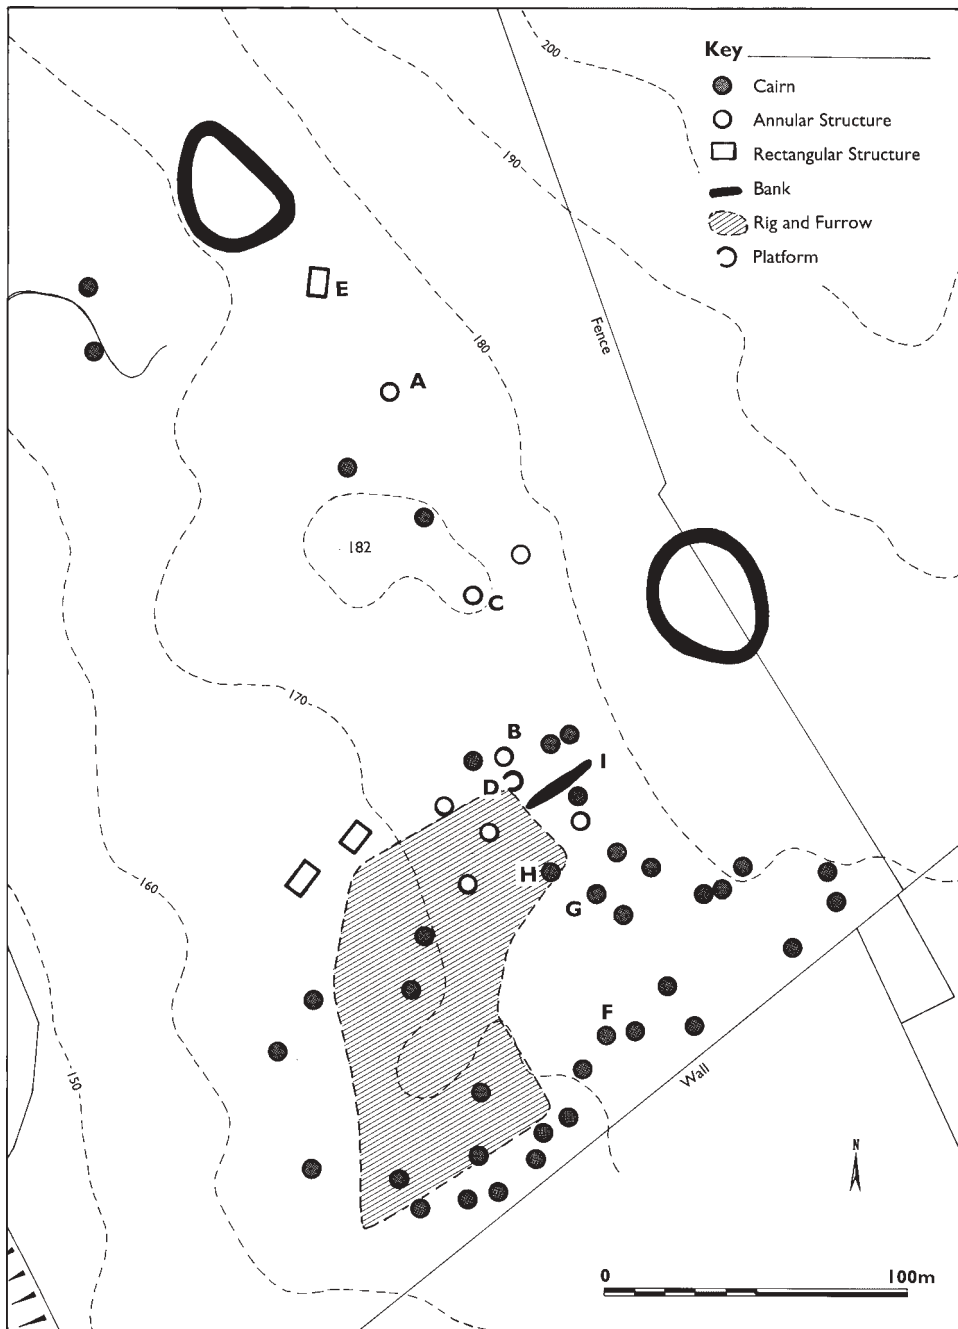 200
Key
Cairn
Annular Structure
190
Rectangular Structure
Bank
Rig and Furrow
Platform
E
Fence
180
A
182
C
170
B
I
D
H
160
G
F
Wall
150
N
0 100m